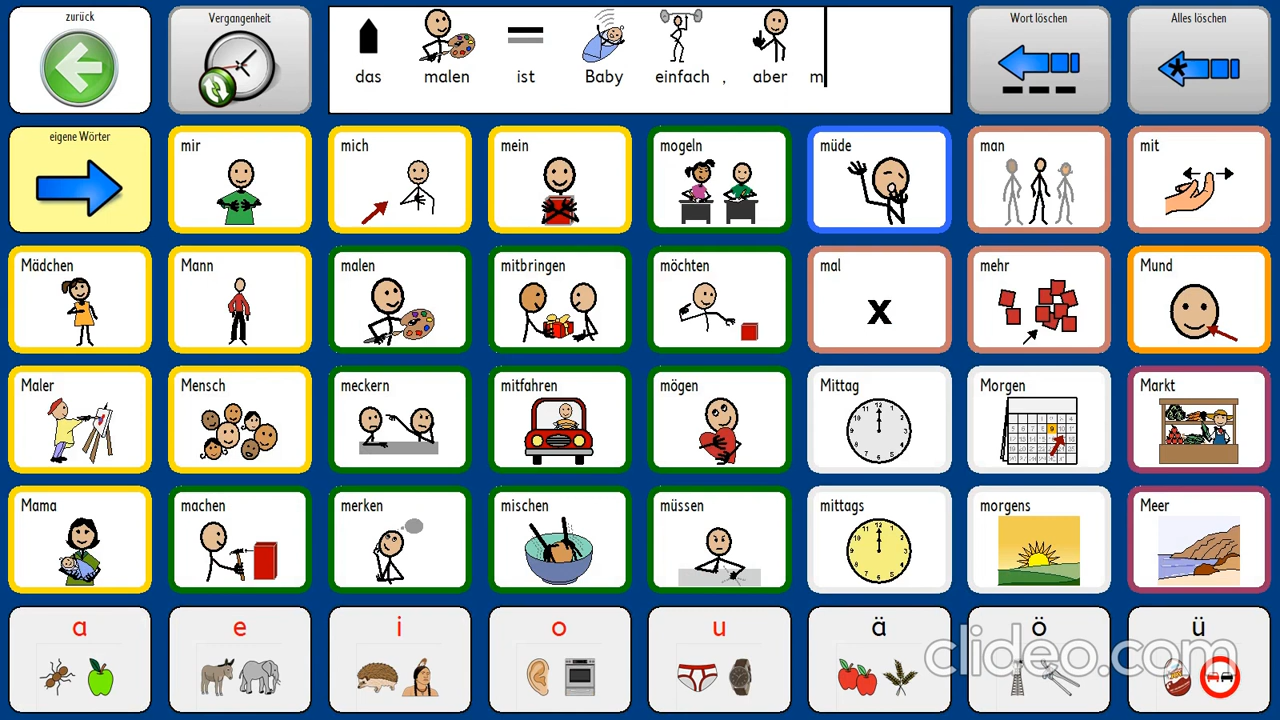 zurück
Vergangenheit
das malen ist Baby einfach , aber m
Wort löschen
Alles löschen
eigene Wörter
mir
mich
mein
mogeln
müde
man
mit
Mädchen
Mann
malen
mitbringen
möchten
mal
x
mehr
Mund
Maler
Mensch
meckern
mitfahren
mögen
Mittag
Morgen
Markt
Mama
machen
merken
mischen
müssen
mittags
morgens
Meer
a
e
i
o
u
ä
ö
ü
clideo.com